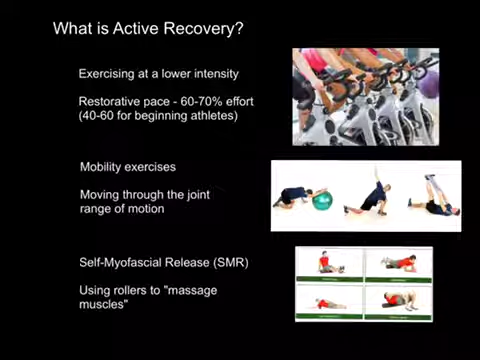 What is Active Recovery?
Exercising at a lower intensity
Restorative pace - 60-70% effort
(40-60 for beginning athletes)
Mobility exercises
Moving through the joint
range of motion
Self-Myofascial Release (SMR)
Using rollers to "massage
muscles"